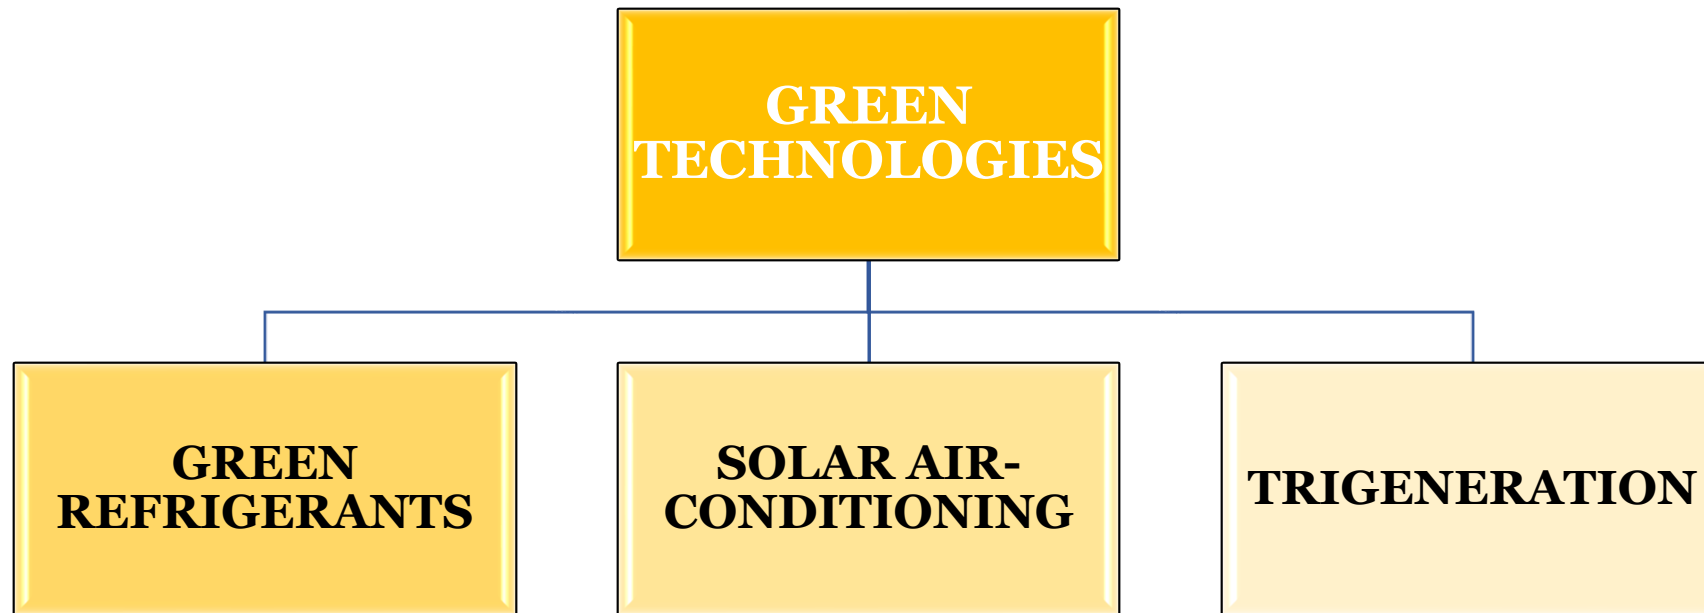 GREEN
TECHNOLOGIES
GREEN
REFRIGERANTS
SOLAR AIR-
CONDITIONING
TRIGENERATION